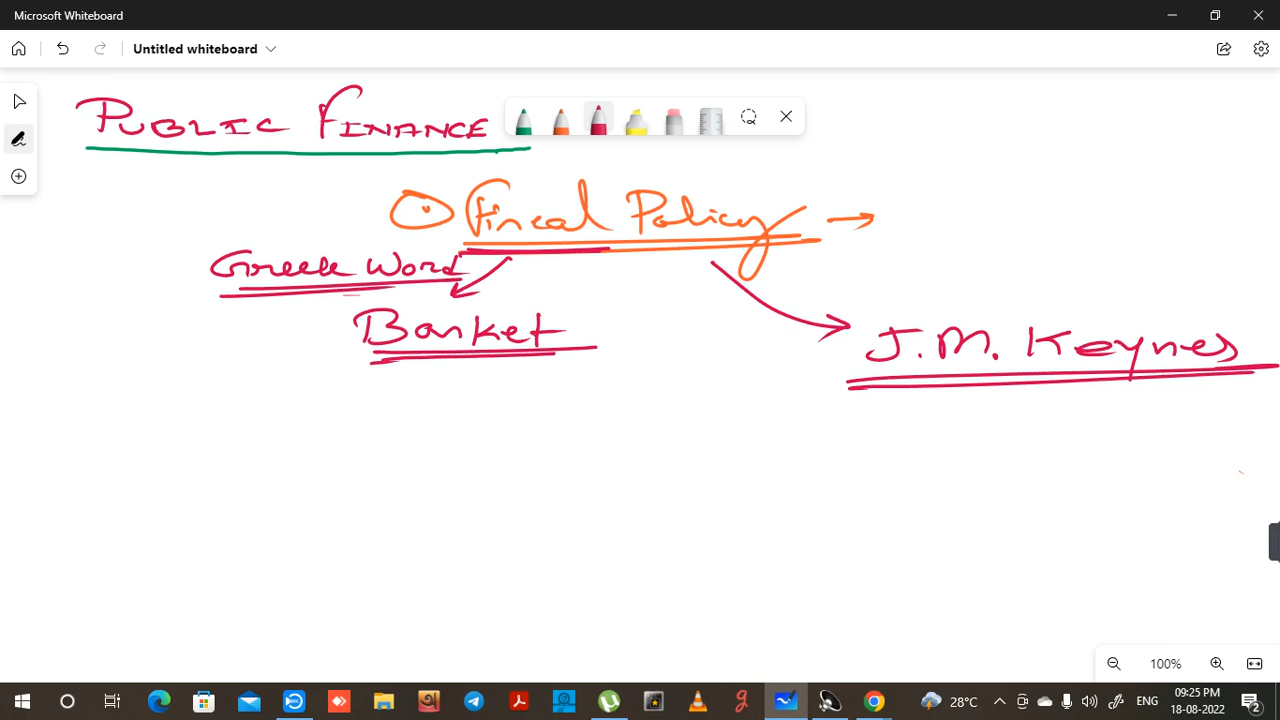 Microsoft Whiteboard
Untitled whiteboard
PUBLIC FINANCE
Fiscal Policy →
Greek Word
Basket
J.M. Keynes
100%
28°C
ENG
09:25 PM
18-08-2022
2